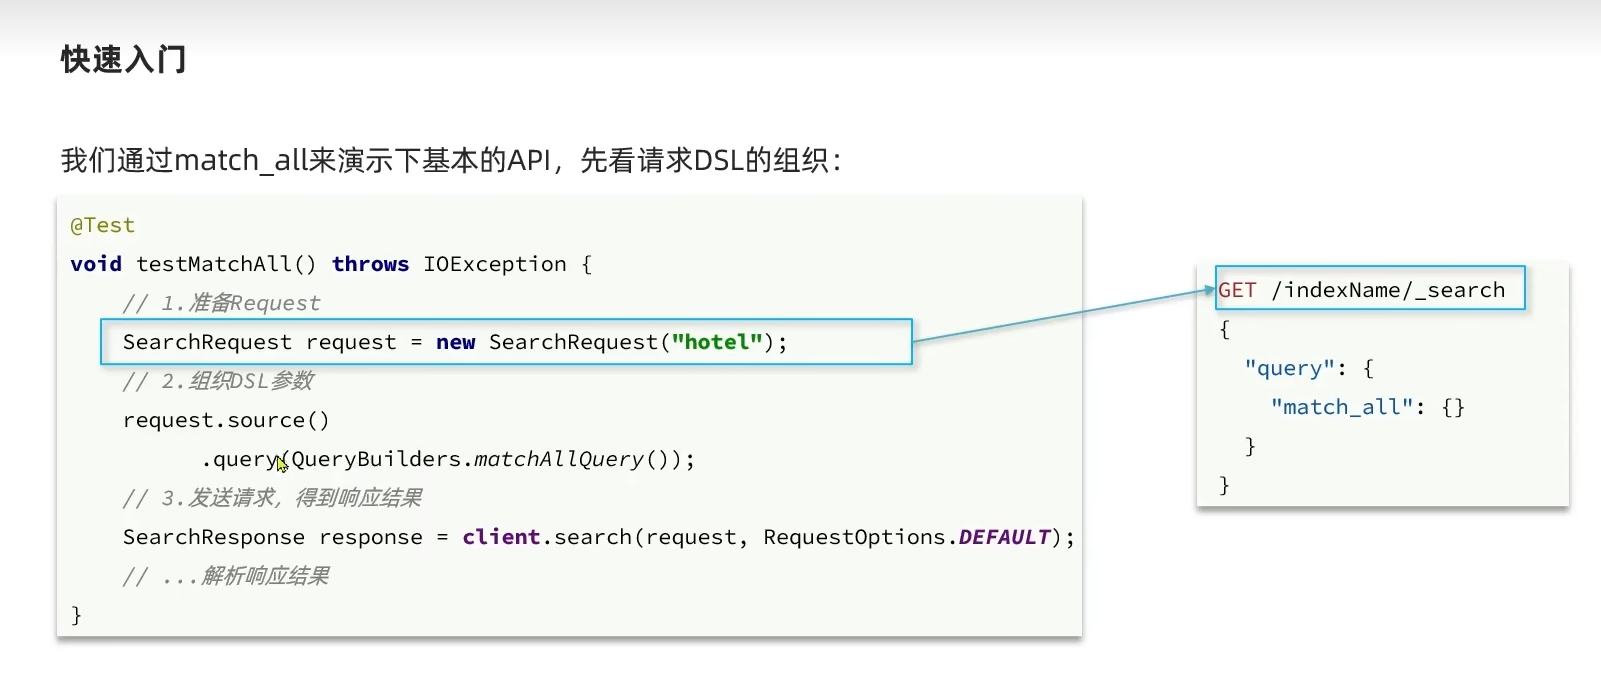 快速入门
我们通过match_all来演示下基本的API，先看请求DSL的组织：
@Test
void testMatchAll() throws IOException {
    // 1.准备Request
    SearchRequest request = new SearchRequest("hotel");
    // 2.组织DSL参数
    request.source()
          .query(QueryBuilders.matchAllQuery());
    // 3.发送请求，得到响应结果
    SearchResponse response = client.search(request, RequestOptions.DEFAULT);
    // ...解析响应结果
}
GET /indexName/_search
{
  "query": {
    "match_all": {}
  }
}